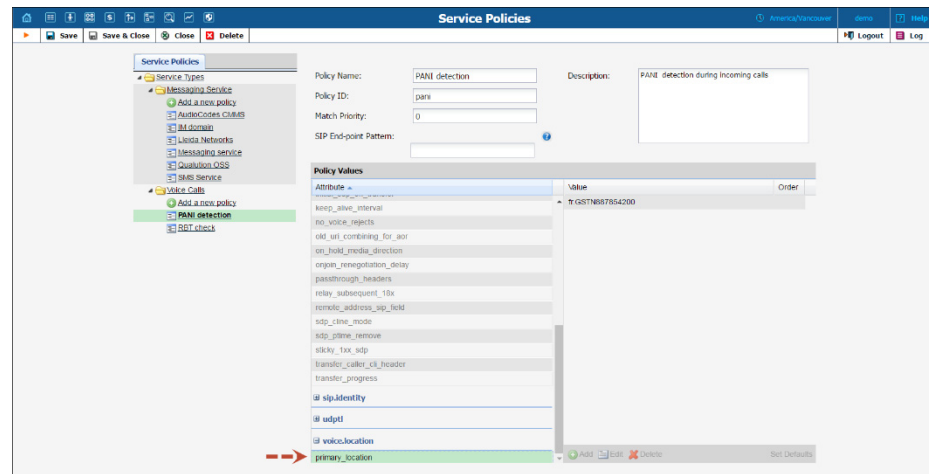 Service Policies
America/Vancouver
demo
Help
Save
Save & Close
Close
Delete
Logout
Log
Service Policies
Service Types
Messaging Service
Add a new policy
AudioCodes CMMS
IM domain
Lleida Networks
Messaging service
Qualution OSS
SMS Service
Voice Calls
Add a new policy
PANI detection
RBT check
Policy Name:
PANI detection
Description:
PANI detection during incoming calls
Policy ID:
pani
Match Priority:
0
SIP End-point Pattern:
Policy Values
Attribute
Value
Order
keep_alive_interval
fr.GSTN687654200
no_voice_rejects
old_uri_combining_for_aor
on_hold_media_direction
onjoin_renegotiation_delay
passthrough_headers
relay_subsequent_18x
remote_address_sip_field
sdp_cline_mode
sdp_ptime_remove
sticky_1xx_sdp
transfer_caller_cli_header
transfer_progress
sip.identity
udptl
voice.location
primary_location
Add
Edit
Delete
Set Defaults